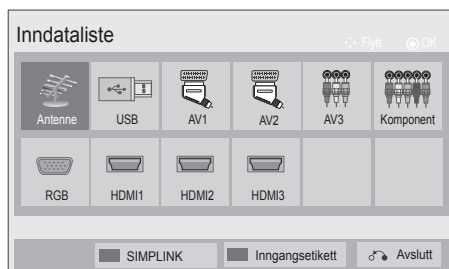 Inndataliste
Flytt OK
Antenne USB AV1 AV2 AV3 Komponent
RGB HDMI1 HDMI2 HDMI3
SIMPLINK Inngangsetikett Avslutt